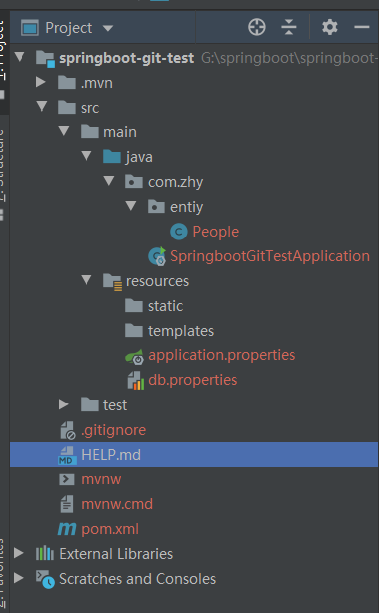 Project
springboot-git-test G:\springboot\springboot-
.mvn
src
main
java
com.zhy
entiy
People
SpringbootGitTestApplication
resources
static
templates
application.properties
db.properties
test
.gitignore
HELP.md
mvnw
mvnw.cmd
pom.xml
External Libraries
Scratches and Consoles